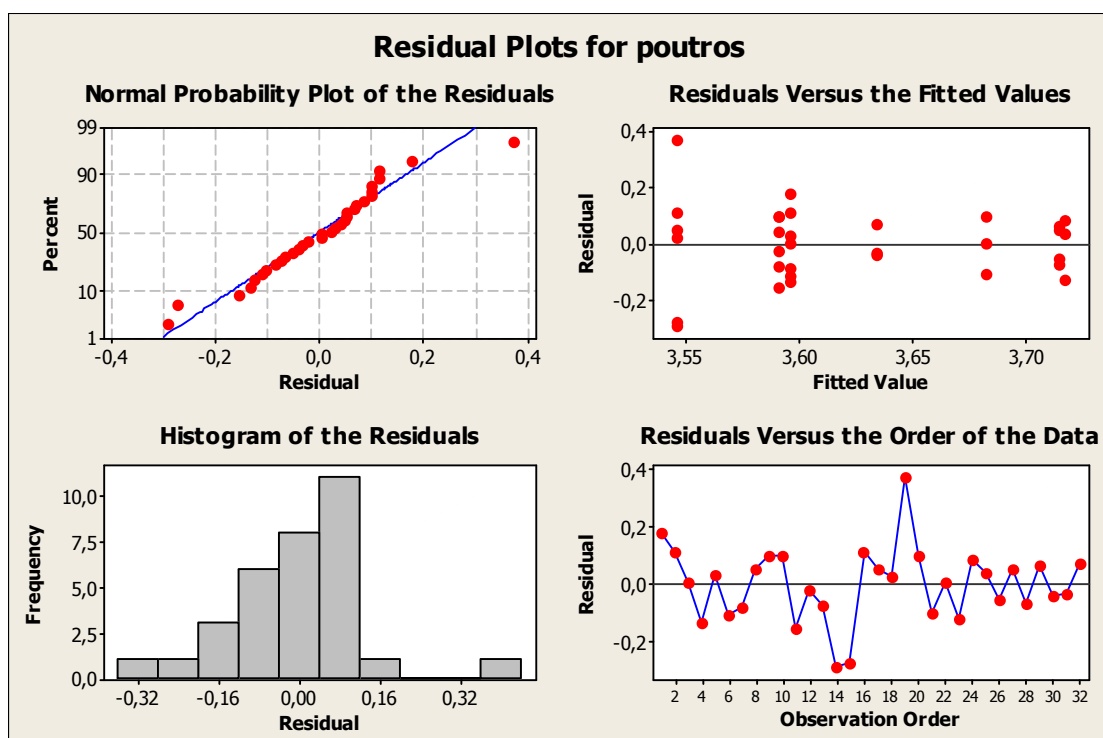 Residual Plots for poutros
Normal Probability Plot of the Residuals
99
90
50
10
1
Percent
-0,4 -0,2 0,0 0,2 0,4
Residual
Residuals Versus the Fitted Values
0,4
0,2
0,0
-0,2
Residual
3,55 3,60 3,65 3,70
Fitted Value
Histogram of the Residuals
10,0
7,5
5,0
2,5
0,0
Frequency
-0,32 -0,16 0,00 0,16 0,32
Residual
Residuals Versus the Order of the Data
0,4
0,2
0,0
-0,2
Residual
2 4 6 8 10 12 14 16 18 20 22 24 26 28 30 32
Observation Order